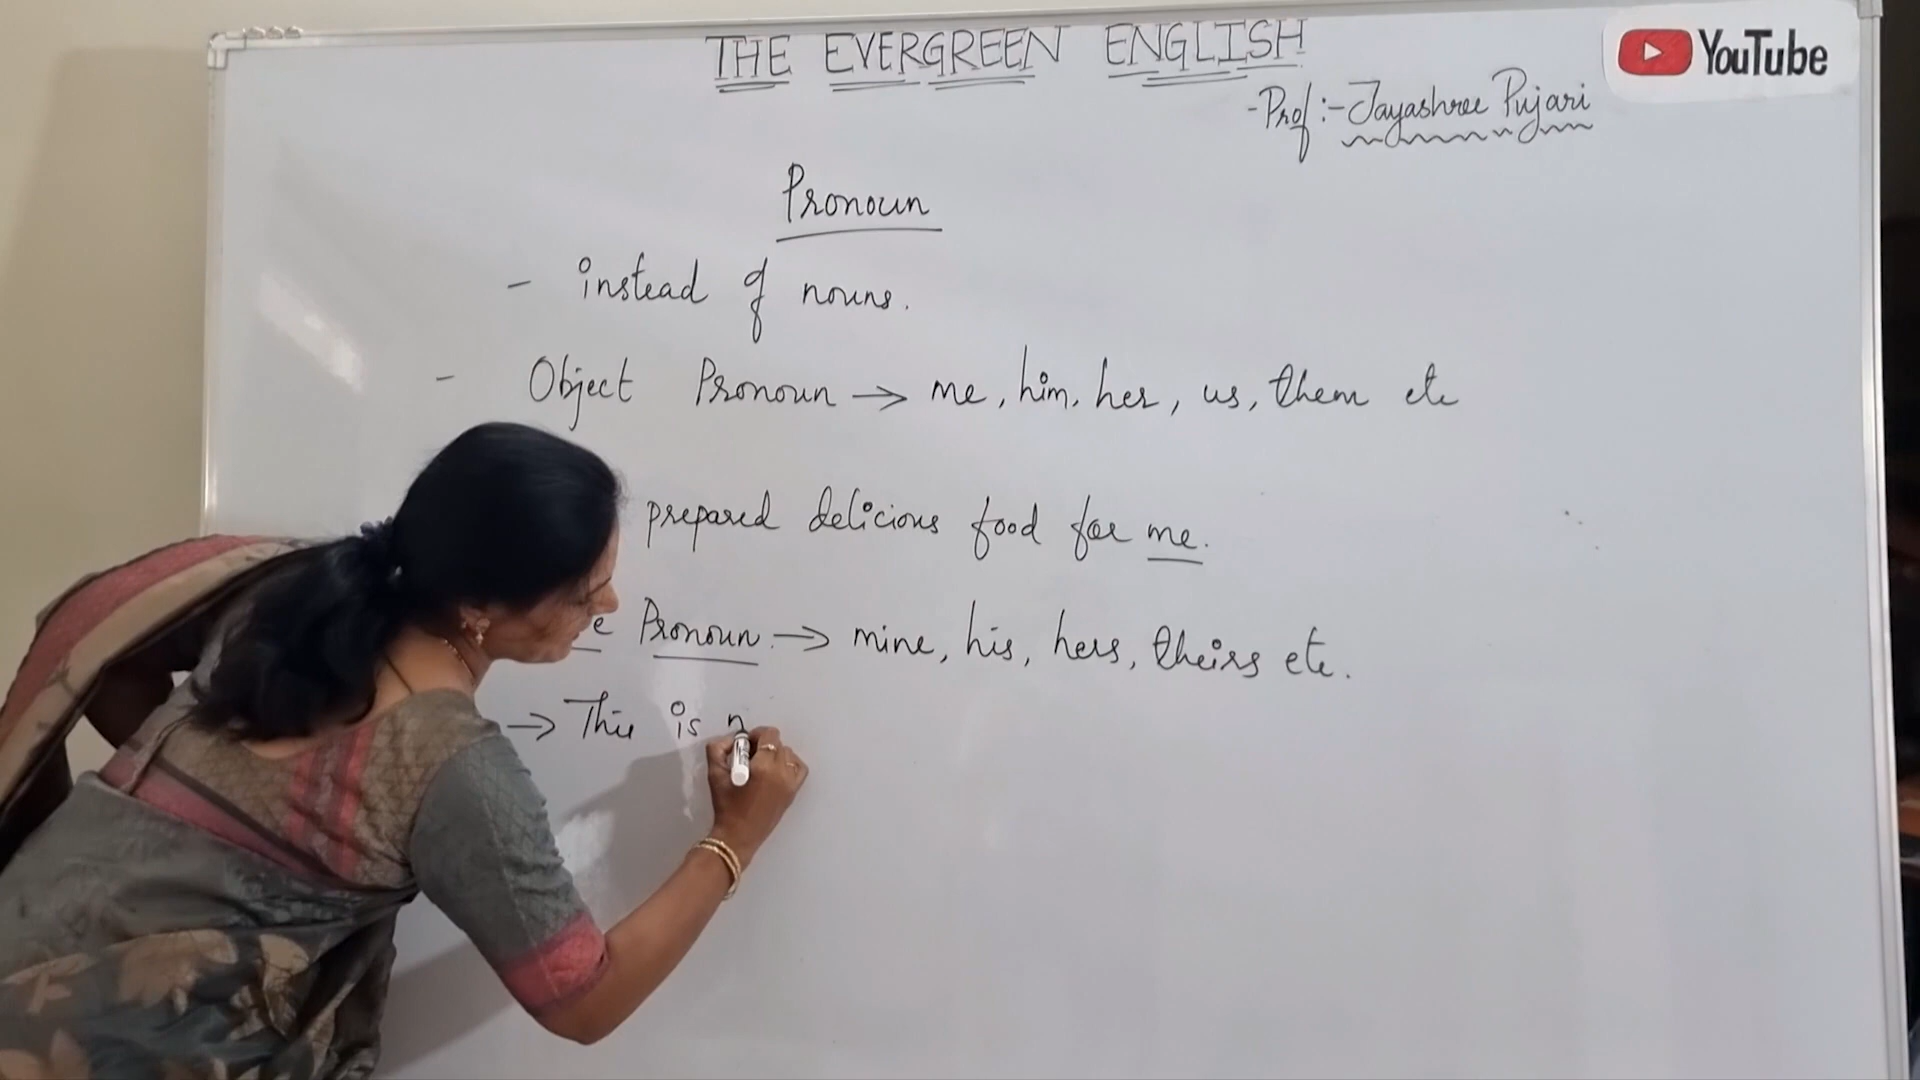 THE EVERGREEN ENGLISH
YouTube
-Prof :- Jayashree Pujari
Pronoun
- instead of nouns.
- Object Pronoun → me, him, her, us, them etc
prepared delicious food for me.
e Pronoun. → mine, his, hers, theirs etc.
→ This is